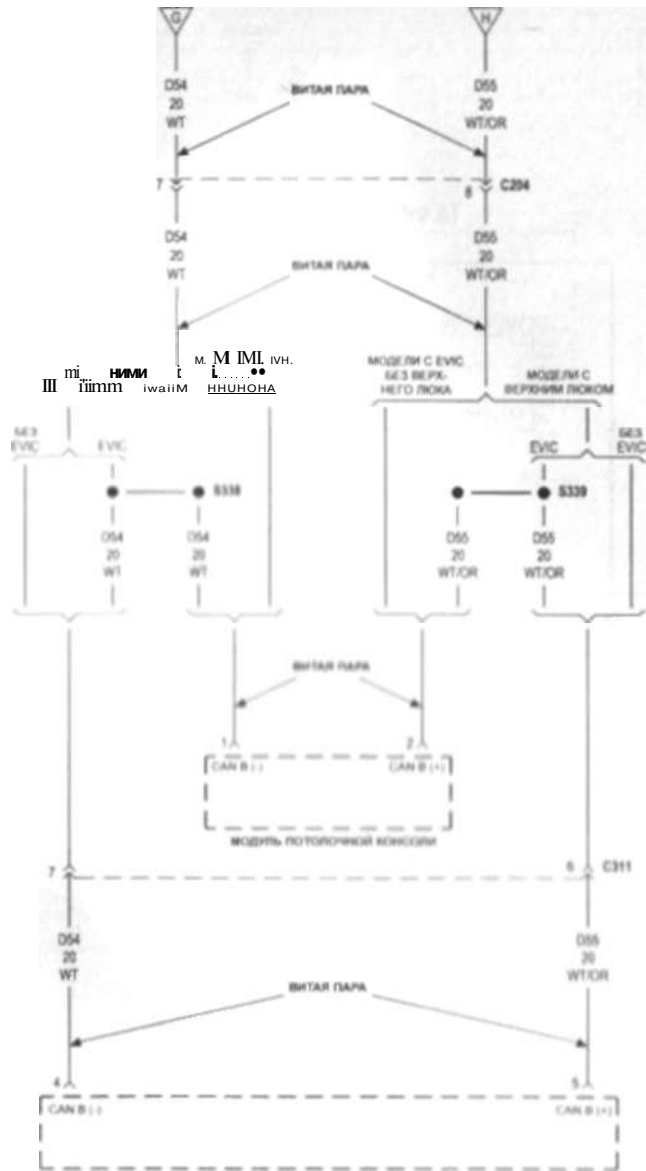 G H
D54 D55
20 ВИТАЯ ПАРА 20
WT WT/OR
7 8 C204
D54 D55
20 ВИТАЯ ПАРА 20
WT WT/OR
МОДЕЛИ С EVIC
БЕЗ ВЕРХ-
НЕГО ЛЮКА
МОДЕЛИ С
ВЕРХНИМ ЛЮКОМ
БЕЗ
EVIC EVIC
EVIC БЕЗ
EVIC
S338 S339
D54 D54 D55 D55
20 20 20 20
WT WT WT/OR WT/OR
ВИТАЯ ПАРА
1 2
CAN B (-) CAN B (+)
МОДУЛЬ ПОТОЛОЧНОЙ КОНСОЛИ
7 6 C311
D54 D55
20 20
WT WT/OR
ВИТАЯ ПАРА
4 5
CAN B (-) CAN B (+)